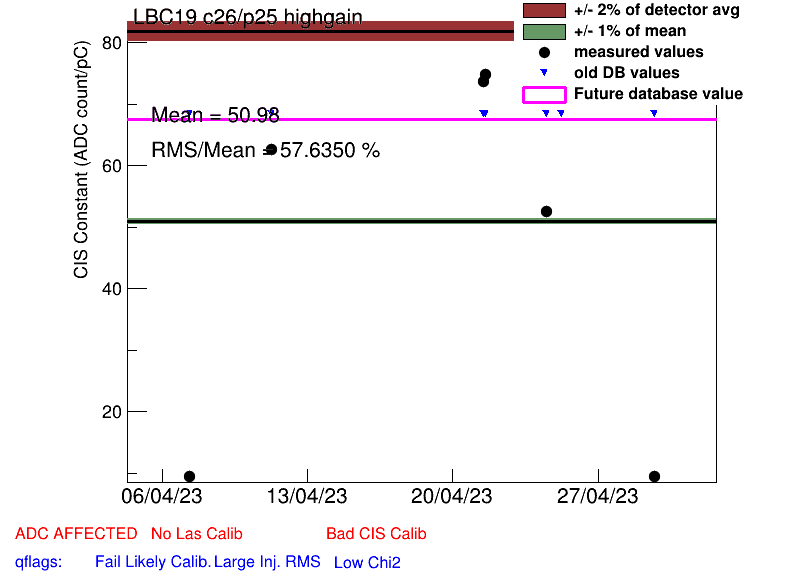 LBC19 c26/p25 highgain
+/- 2% of detector avg
+/- 1% of mean
measured values
old DB values
Future database value
Mean = 50.98
RMS/Mean = 57.6350 %
CIS Constant (ADC count/pC)
80
60
40
20
06/04/23 13/04/23 20/04/23 27/04/23
ADC AFFECTED No Las Calib Bad CIS Calib
qflags: Fail Likely Calib. Large Inj. RMS Low Chi2